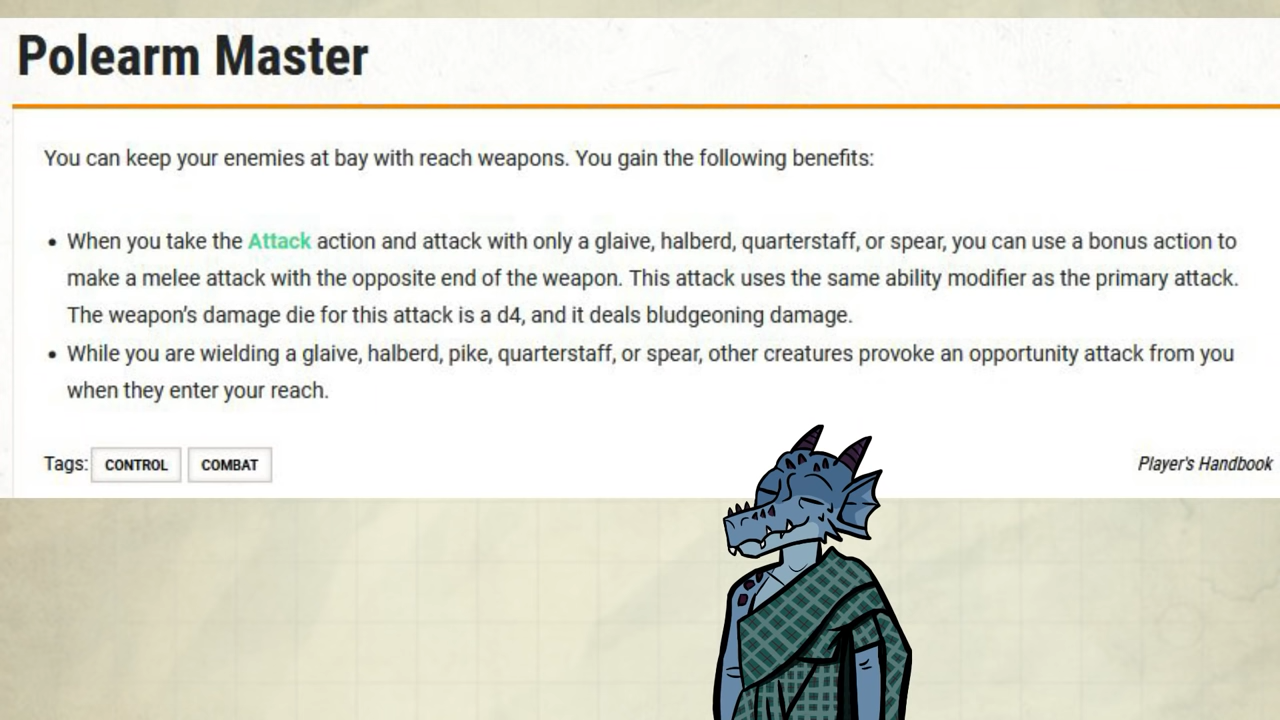 Polearm Master
You can keep your enemies at bay with reach weapons. You gain the following benefits:
• When you take the Attack action and attack with only a glaive, halberd, quarterstaff, or spear, you can use a bonus action to
make a melee attack with the opposite end of the weapon. This attack uses the same ability modifier as the primary attack.
The weapon's damage die for this attack is a d4, and it deals bludgeoning damage.
• While you are wielding a glaive, halberd, pike, quarterstaff, or spear, other creatures provoke an opportunity attack from you
when they enter your reach.
Tags: CONTROL COMBAT Player's Handbook